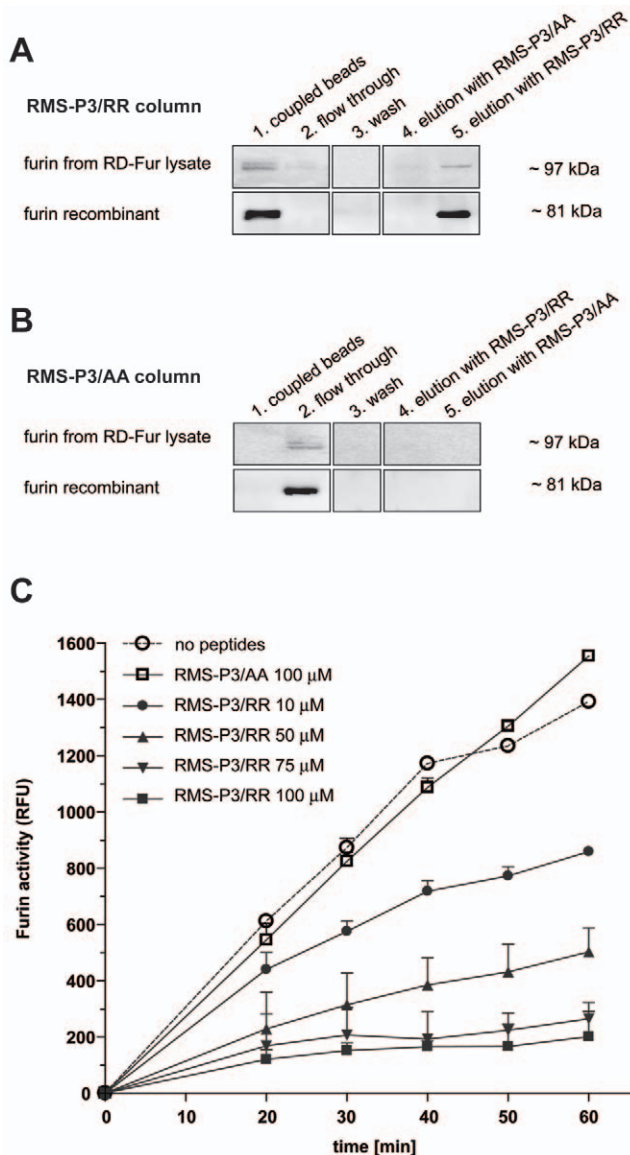 A
RMS-P3/RR column
1. coupled beads
2. flow through
3. wash
4. elution with RMS-P3/AA
5. elution with RMS-P3/RR
furin from RD-Fur lysate
~ 97 kDa
furin recombinant
~ 81 kDa
B
RMS-P3/AA column
1. coupled beads
2. flow through
3. wash
4. elution with RMS-P3/RR
5. elution with RMS-P3/AA
furin from RD-Fur lysate
~ 97 kDa
furin recombinant
~ 81 kDa
C
no peptides
RMS-P3/AA 100 μM
RMS-P3/RR 10 μM
RMS-P3/RR 50 μM
RMS-P3/RR 75 μM
RMS-P3/RR 100 μM
Furin activity (RFU)
1600
1400
1200
1000
800
600
400
200
0
0 10 20 30 40 50 60
time [min]